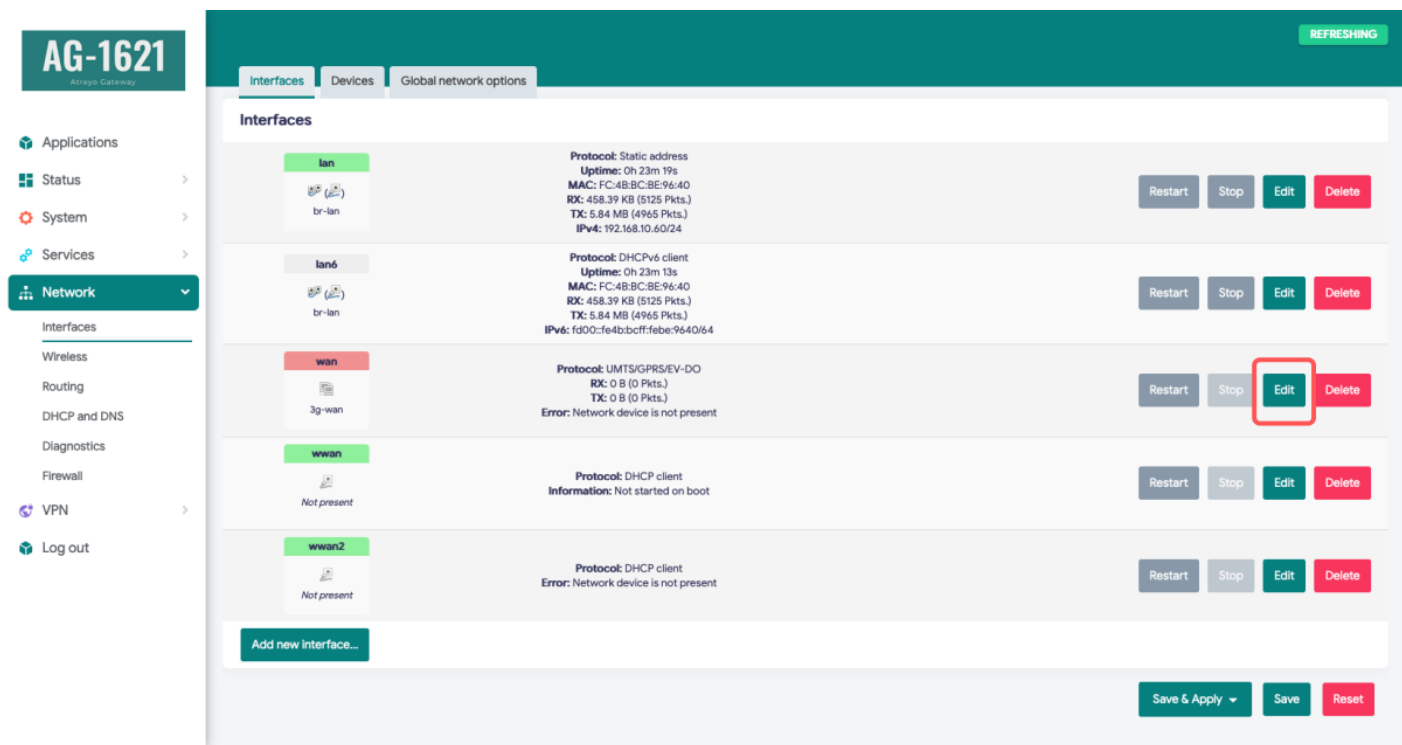 AG-1621
Atreyo Gateway
REFRESHING
Interfaces
Devices
Global network options
Applications
Status
System
Services
Network
Interfaces
Wireless
Routing
DHCP and DNS
Diagnostics
Firewall
VPN
Log out
Interfaces
lan
br-lan
Protocol: Static address
Uptime: 0h 23m 19s
MAC: FC:4B:BC:BE:96:40
RX: 458.39 KB (5125 Pkts.)
TX: 5.84 MB (4965 Pkts.)
IPv4: 192.168.10.60/24
Restart Stop Edit Delete
lan6
br-lan
Protocol: DHCPv6 client
Uptime: 0h 23m 13s
MAC: FC:4B:BC:BE:96:40
RX: 458.39 KB (5125 Pkts.)
TX: 5.84 MB (4965 Pkts.)
IPv6: fd00::fe4b:bcff:febe:9640/64
Restart Stop Edit Delete
wan
3g-wan
Protocol: UMTS/GPRS/EV-DO
RX: 0 B (0 Pkts.)
TX: 0 B (0 Pkts.)
Error: Network device is not present
Restart Stop Edit Delete
wwan
Not present
Protocol: DHCP client
Information: Not started on boot
Restart Stop Edit Delete
wwan2
Not present
Protocol: DHCP client
Error: Network device is not present
Restart Stop Edit Delete
Add new interface...
Save & Apply Save Reset